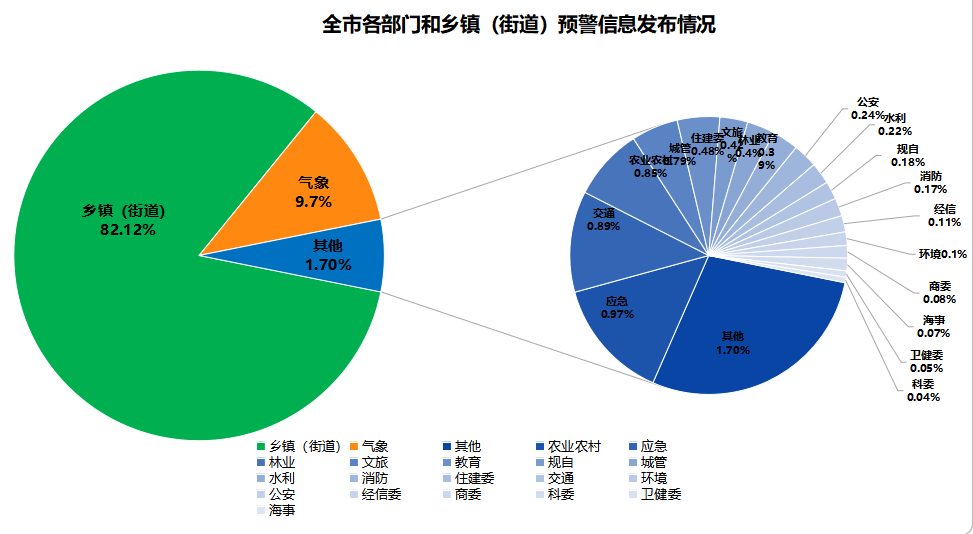 全市各部门和乡镇（街道）预警信息发布情况
乡镇（街道）
82.12%
气象
9.7%
其他
1.70%
公安
0.24%
水利
0.22%
规自
0.18%
消防
0.17%
经信
0.11%
环境0.1%
商委
0.08%
海事
0.07%
卫健委
0.05%
科委
0.04%
教育
0.39%
林业
0.4%
文旅
0.42%
住建委
0.48%
城管
0.79%
农业农村
0.85%
交通
0.89%
应急
0.97%
其他
1.70%
乡镇（街道） 气象 其他 农业农村 应急
林业 文旅 教育 规自 城管
水利 消防 住建委 交通 环境
公安 经信委 商委 科委 卫健委
海事